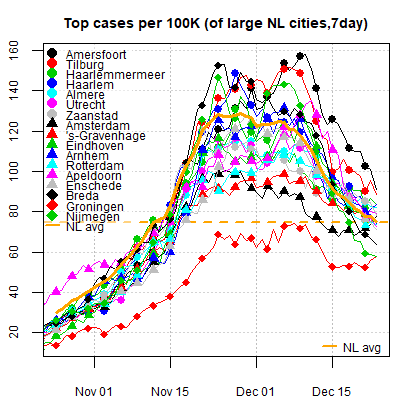 Top cases per 100K (of large NL cities,7day)
160
140
120
100
80
60
40
20
Amersfoort
Tilburg
Haarlemmermeer
Haarlem
Almere
Utrecht
Zaanstad
Amsterdam
's-Gravenhage
Eindhoven
Arnhem
Rotterdam
Apeldoorn
Enschede
Breda
Groningen
Nijmegen
NL avg
NL avg
Nov 01
Nov 15
Dec 01
Dec 15